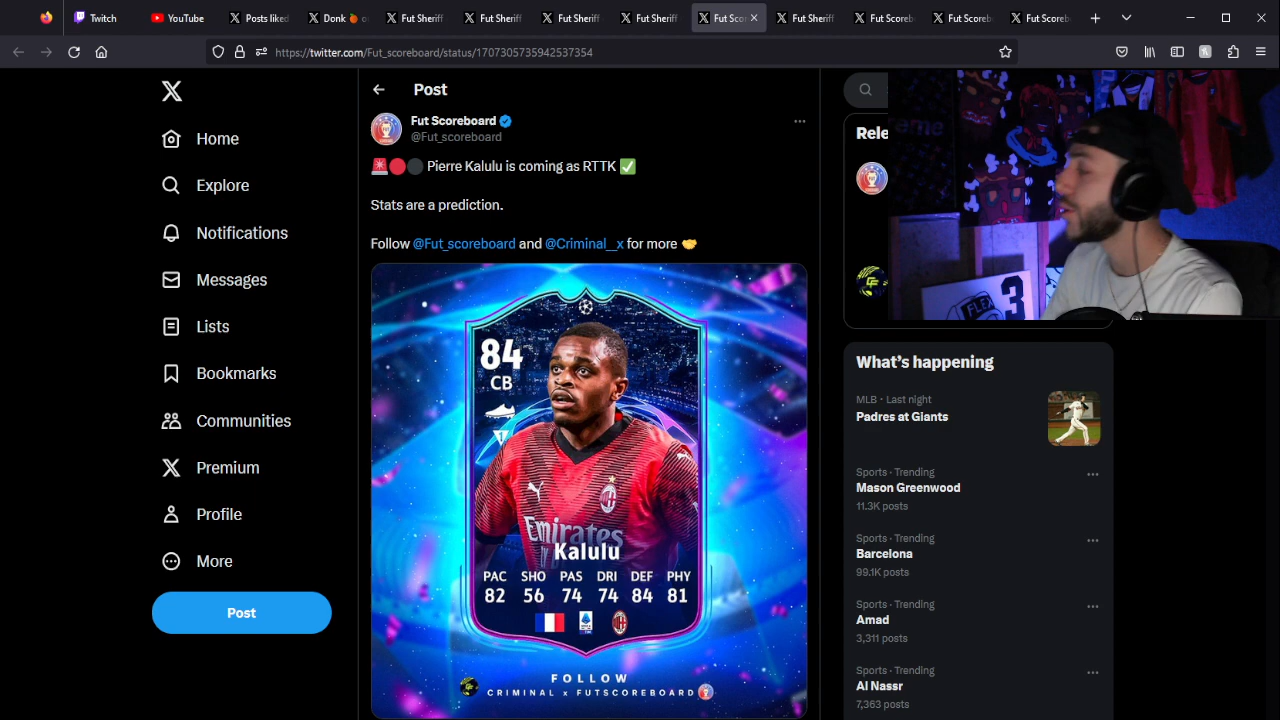 Twitch
YouTube
Posts liked
Donk
Fut Sheriff
Fut Sheriff
Fut Sheriff
Fut Sheriff
Fut Scor
Fut Sheriff
Fut Scoreb
Fut Scoreb
Fut Scoreb
https://twitter.com/Fut_scoreboard/status/1707305735942537354
Home
Explore
Notifications
Messages
Lists
Bookmarks
Communities
Premium
Profile
More
Post
Post
Fut Scoreboard
@Fut_scoreboard
🚨🔴⚫ Pierre Kalulu is coming as RTTK ✅
Stats are a prediction.
Follow @Fut_scoreboard and @Criminal__x for more 🤝
84
CB
Emirates
Kalulu
PAC SHO PAS DRI DEF PHY
82 56 74 74 84 81
FOLLOW
CRIMINAL x FUTSCOREBOARD
Rele
FLEX
3
What's happening
MLB · Last night
Padres at Giants
Sports · Trending
Mason Greenwood
11.3K posts
Sports · Trending
Barcelona
99.1K posts
Sports · Trending
Amad
3,311 posts
Sports · Trending
Al Nassr
7,363 posts